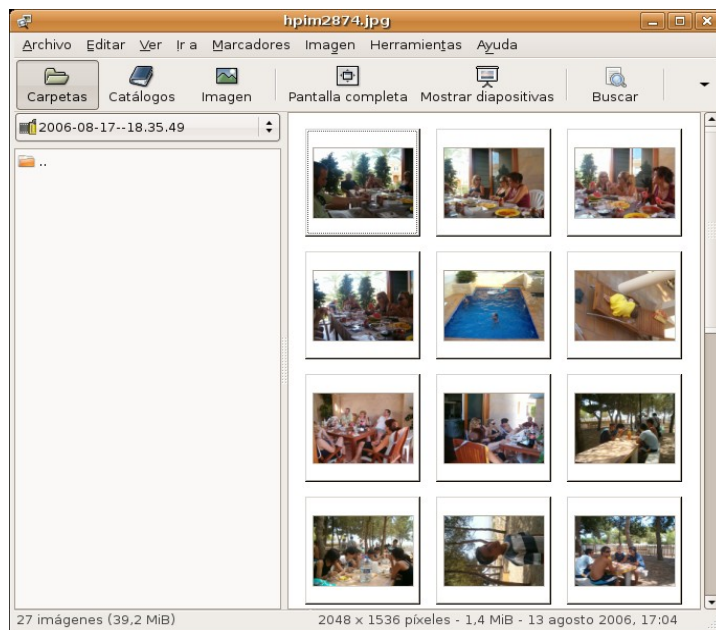 hpim2874.jpg
Archivo Editar Ver Ir a Marcadores Imagen Herramientas Ayuda
Carpetas Catálogos Imagen Pantalla completa Mostrar diapositivas Buscar
2006-08-17--18.35.49
..
27 imágenes (39,2 MiB) 2048 x 1536 píxeles - 1,4 MiB - 13 agosto 2006, 17:04